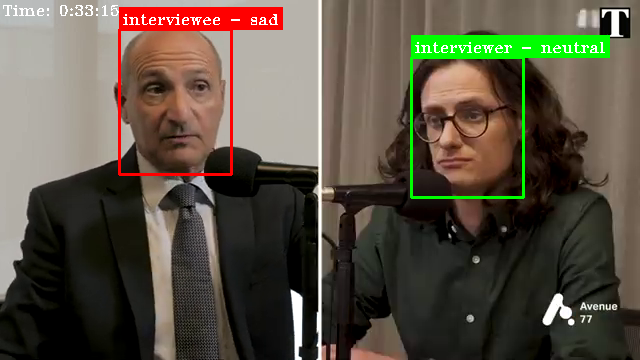 Time: 0:33:15
interviewee - sad
interviewer - neutral
T
Avenue
77